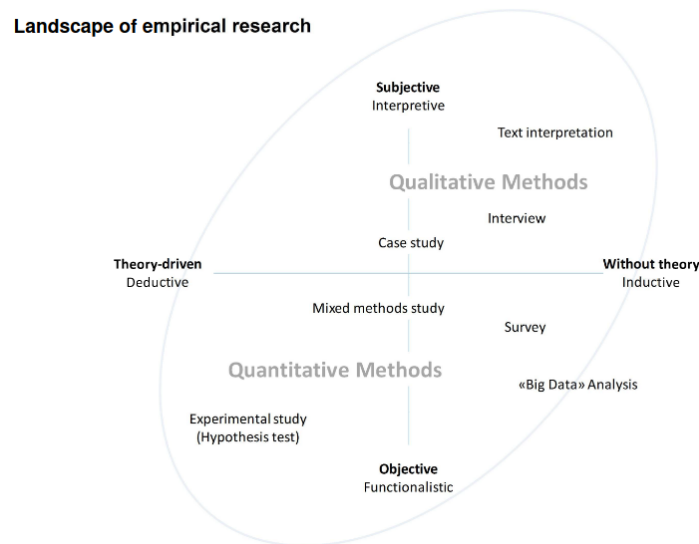 Landscape of empirical research
Subjective
Interpretive
Text interpretation
Qualitative Methods
Interview
Case study
Theory-driven
Deductive
Without theory
Inductive
Mixed methods study
Survey
Quantitative Methods
«Big Data» Analysis
Experimental study
(Hypothesis test)
Objective
Functionalistic